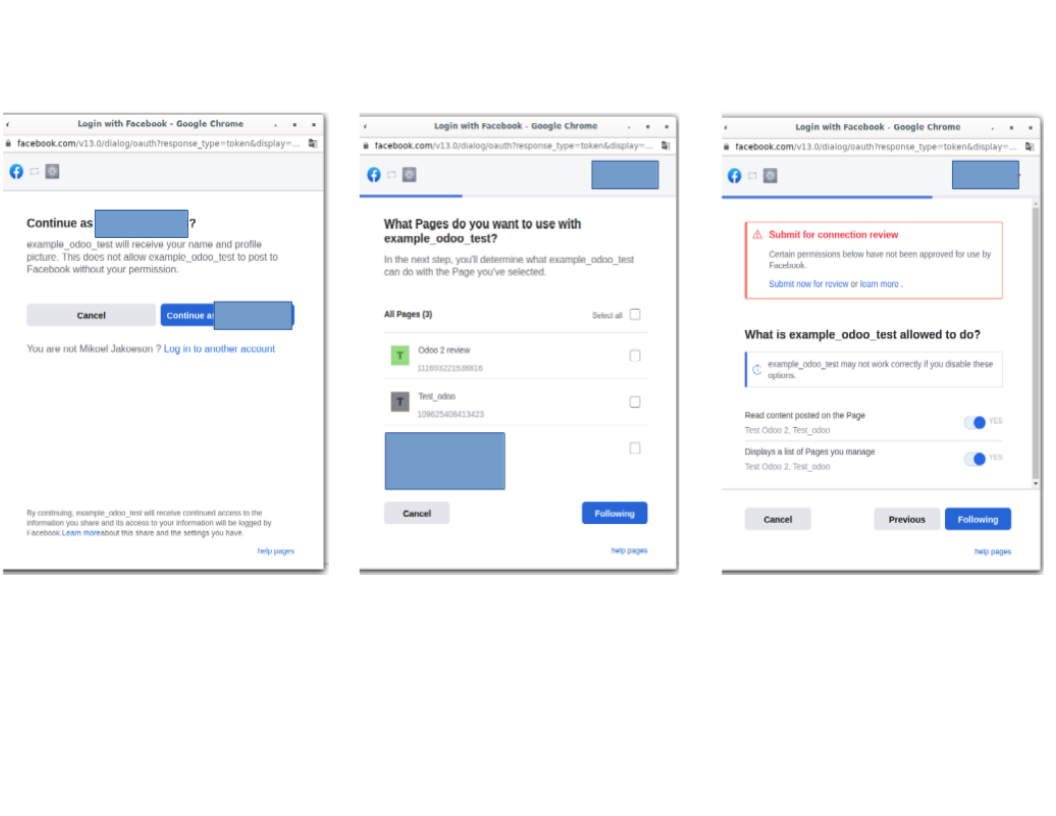 Login with Facebook - Google Chrome
facebook.com/v13.0/dialog/oauth?response_type=token&display=...
Continue as ?
example_odoo_test will receive your name and profile
picture. This does not allow example_odoo_test to post to
Facebook without your permission.
Cancel
Continue as
You are not Mikoel Jakoeson ? Log in to another account
By continuing, example_odoo_test will receive continued access to the
information you share and its access to your information will be logged by
Facebook.Learn moreabout this share and the settings you have.
help pages
Login with Facebook - Google Chrome
facebook.com/v13.0/dialog/oauth?response_type=token&display=...
What Pages do you want to use with
example_odoo_test?
In the next step, you'll determine what example_odoo_test
can do with the Page you've selected.
All Pages (3)
Select all
T
Odoo 2 review
111693221538816
T
Test_odoo
109625408413423
Cancel
Following
help pages
Login with Facebook - Google Chrome
facebook.com/v13.0/dialog/oauth?response_type=token&display=...
Submit for connection review
Certain permissions below have not been approved for use by
Facebook.
Submit now for review or learn more .
What is example_odoo_test allowed to do?
example_odoo_test may not work correctly if you disable these
options.
Read content posted on the Page
YES
Test Odoo 2, Test_odoo
Displays a list of Pages you manage
YES
Test Odoo 2, Test_odoo
Cancel
Previous
Following
help pages